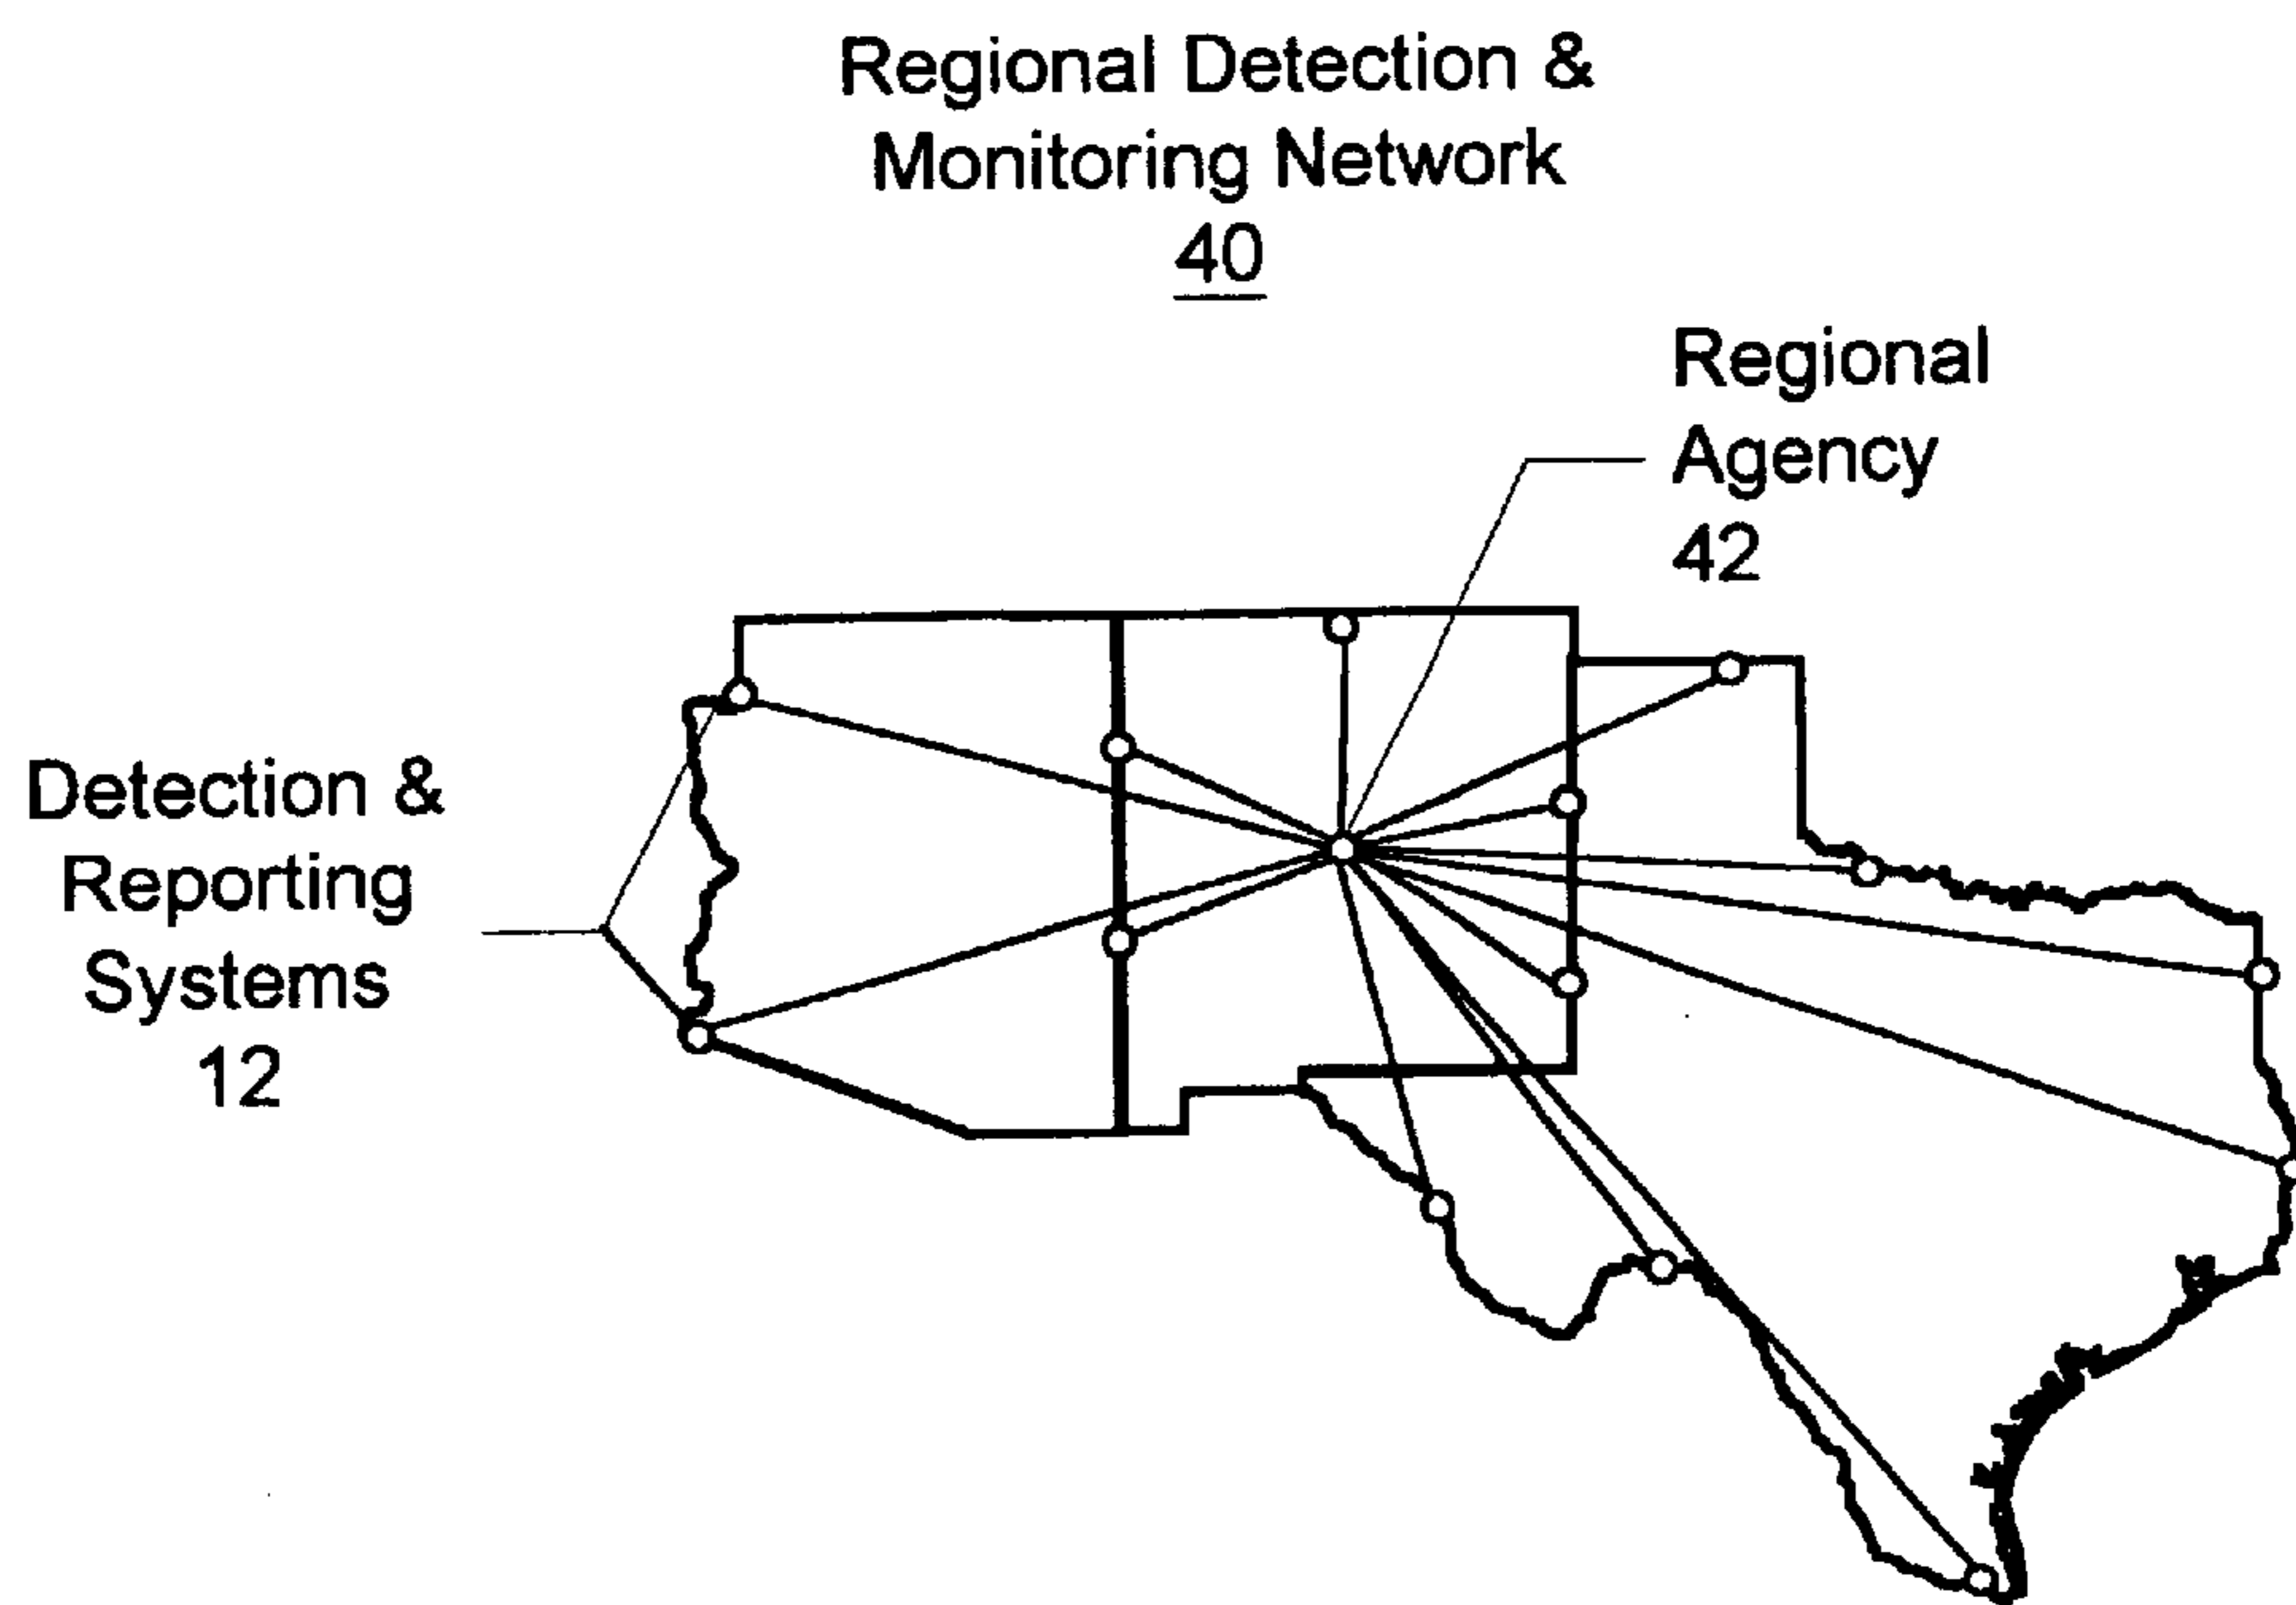 Regional Detection &
Monitoring Network
40
Regional
Agency
42
Detection &
Reporting
Systems
12